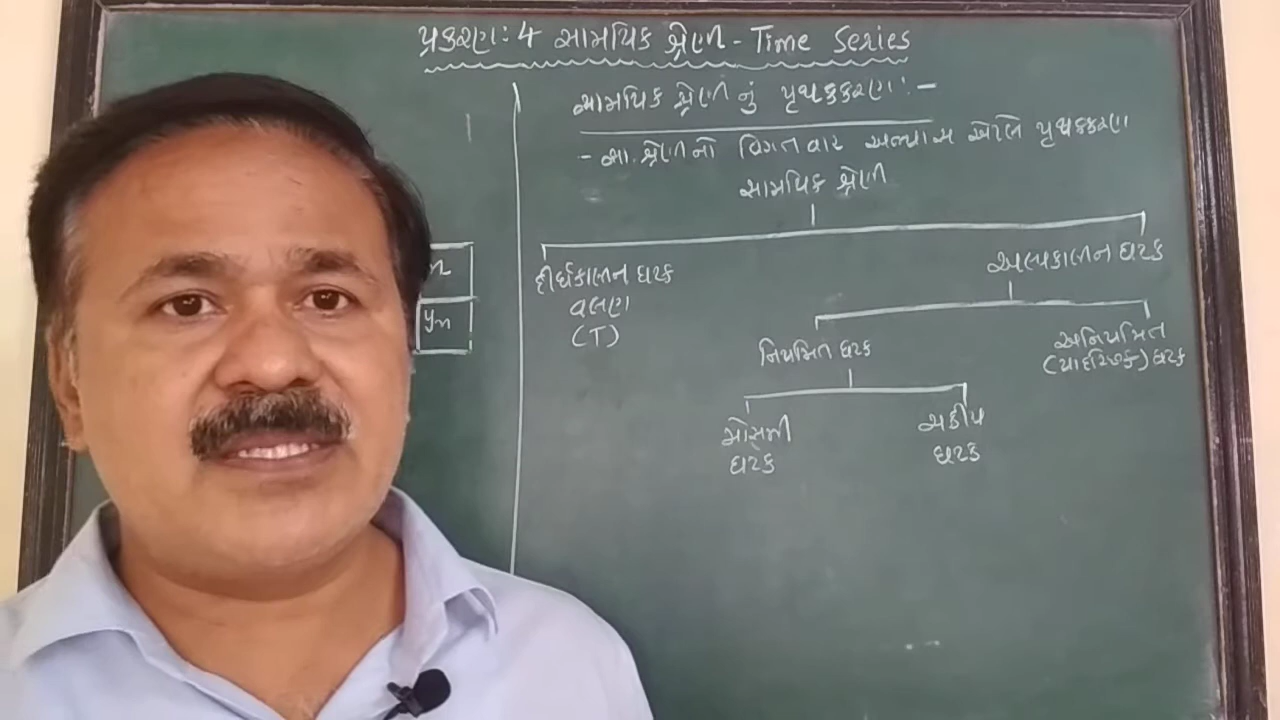 પ્રકરણ: 4 સામયિક શ્રેણી - Time Series
સામયિક શ્રેણીનું પૃથક્કરણ :-
- સા. શ્રેણીનો વિગતવાર અભ્યાસ એટલે પૃથક્કરણ
સામયિક શ્રેણી
દીર્ઘકાલીન ઘટક
વલણ
(T)
અલ્પકાલીન ઘટક
નિયમિત ઘટક
અનિયમિત
(યાદચ્છિક) ઘટક
મોસમી
ઘટક
ચક્રીય
ઘટક
n
yn